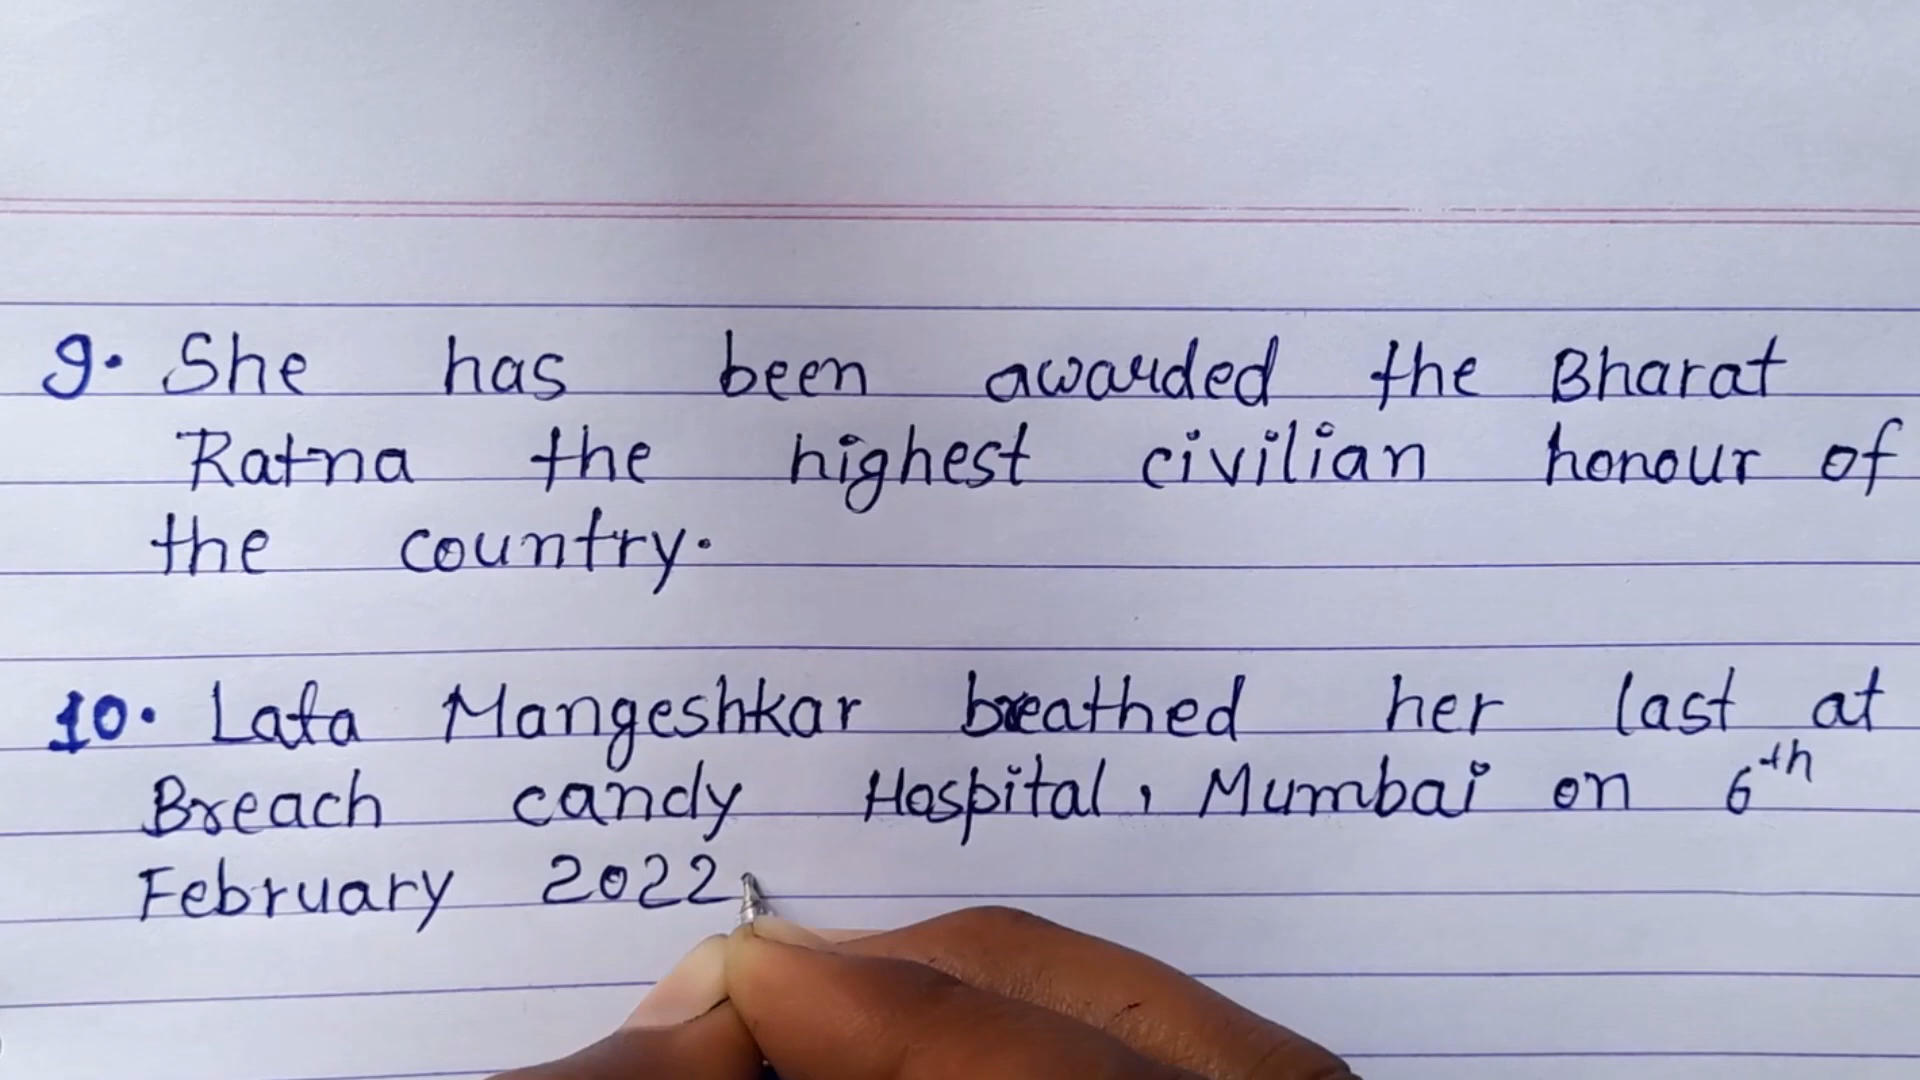 9. She has been awarded the Bharat
Ratna the highest civilian honour of
the country.
10. Lata Mangeshkar breathed her last at
Breach candy Hospital, Mumbai on 6th
February 2022